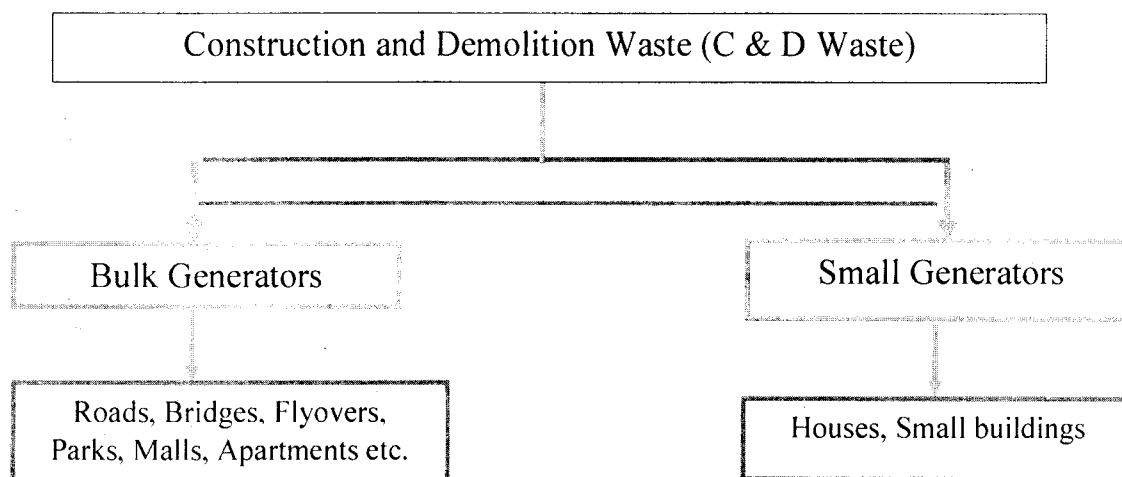 Construction and Demolition Waste (C & D Waste)
Bulk Generators
Small Generators
Roads, Bridges, Flyovers,
Parks, Malls, Apartments etc.
Houses, Small buildings